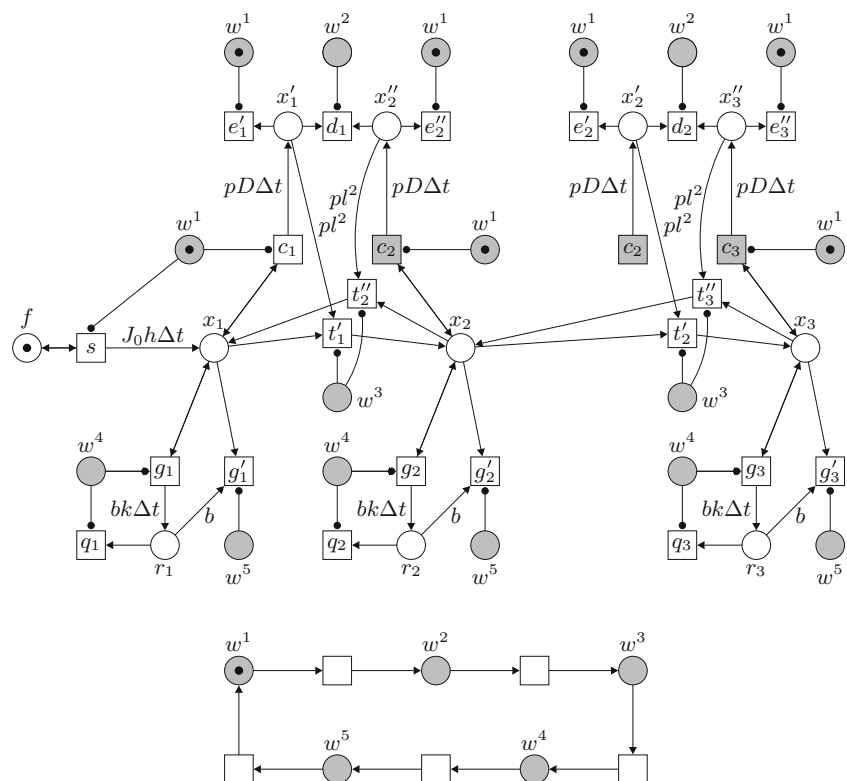 w^1 w^2 w^1 w^1 w^2 w^1
x'_1 x''_2 x'_2 x''_3
e'_1 d_1 e''_2 e'_2 d_2 e''_3
pDΔt pDΔt pDΔt pDΔt
pl^2 pl^2 pl^2 pl^2
w^1 w^1 w^1
c_1 c_2 c_2 c_3
t''_2 t''_3
f x_1 x_2 x_3
s J_0hΔt t'_1 t'_2
w^3 w^3
w^4 w^4 w^4
g_1 g'_1 g_2 g'_2 g_3 g'_3
bkΔt b bkΔt b bkΔt b
q_1 q_2 q_3
r_1 w^5 r_2 w^5 r_3 w^5
w^1 w^2 w^3
w^5 w^4